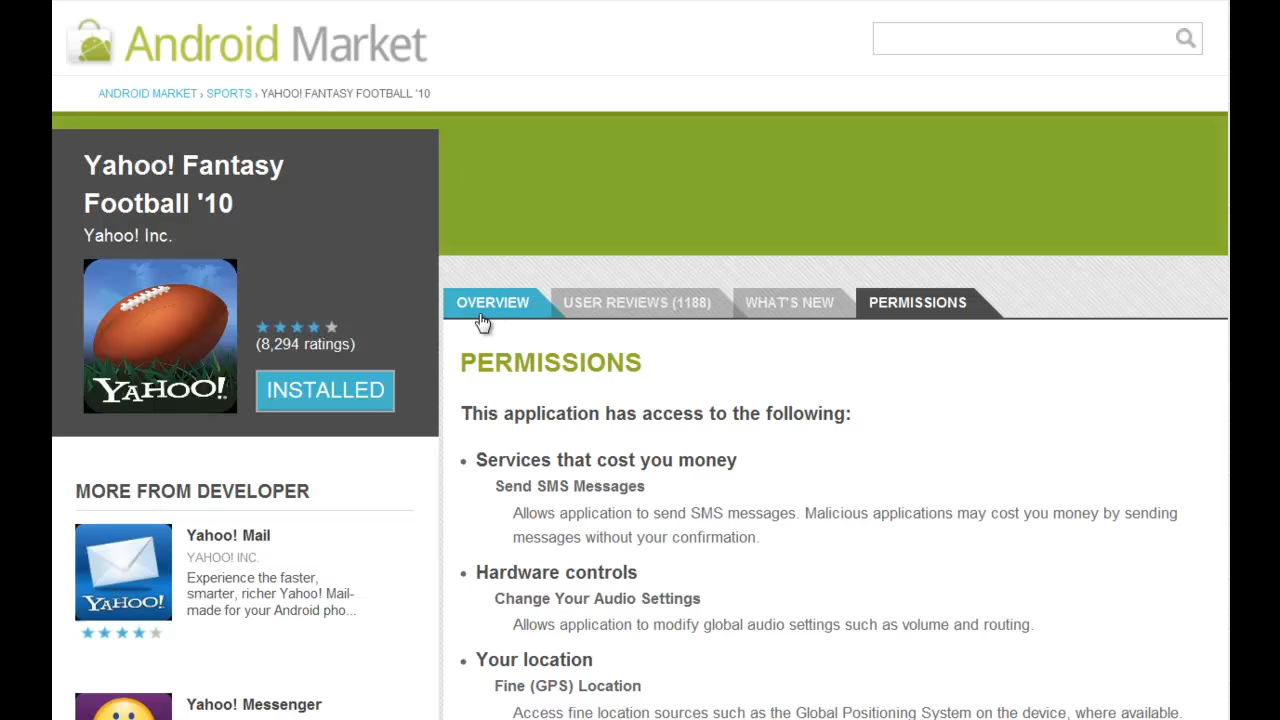 Android Market
ANDROID MARKET › SPORTS › YAHOO! FANTASY FOOTBALL '10
Yahoo! Fantasy
Football '10
Yahoo! Inc.
YAHOO!
(8,294 ratings)
INSTALLED
OVERVIEW
USER REVIEWS (1188)
WHAT'S NEW
PERMISSIONS
PERMISSIONS
This application has access to the following:
• Services that cost you money
Send SMS Messages
Allows application to send SMS messages. Malicious applications may cost you money by sending
messages without your confirmation.
• Hardware controls
Change Your Audio Settings
Allows application to modify global audio settings such as volume and routing.
• Your location
Fine (GPS) Location
Access fine location sources such as the Global Positioning System on the device, where available.
MORE FROM DEVELOPER
YAHOO!
Yahoo! Mail
YAHOO! INC.
Experience the faster,
smarter, richer Yahoo! Mail-
made for your Android pho...
Yahoo! Messenger